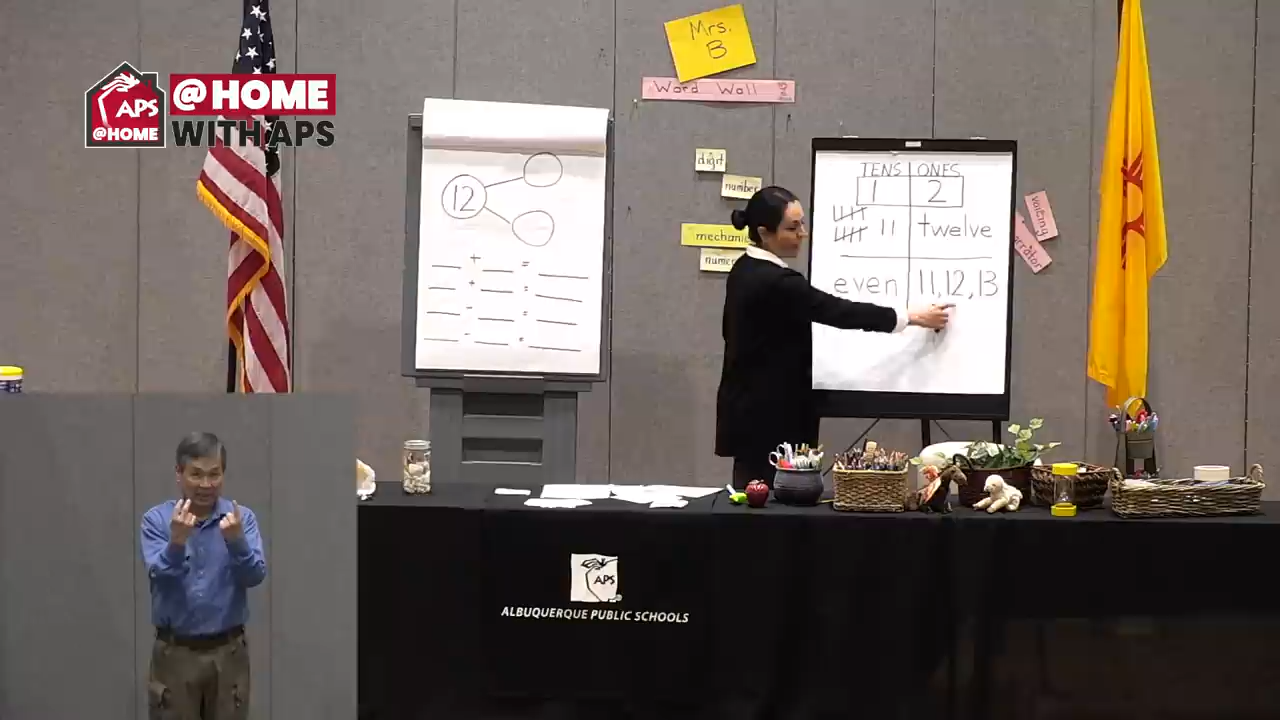 APS
@HOME
@HOME
WITH APS
Mrs.
B
Word Wall
digit
number
voting
12
+ =
+ =
- =
- =
TENS | ONES
1 2
11 twelve
even 11, 12, 13
APS
ALBUQUERQUE PUBLIC SCHOOLS